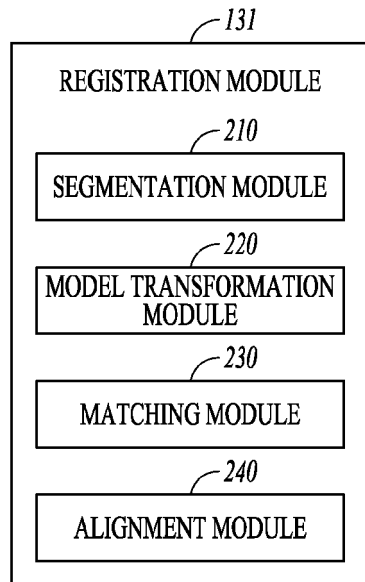 131
REGISTRATION MODULE
210
SEGMENTATION MODULE
220
MODEL TRANSFORMATION
MODULE
230
MATCHING MODULE
240
ALIGNMENT MODULE